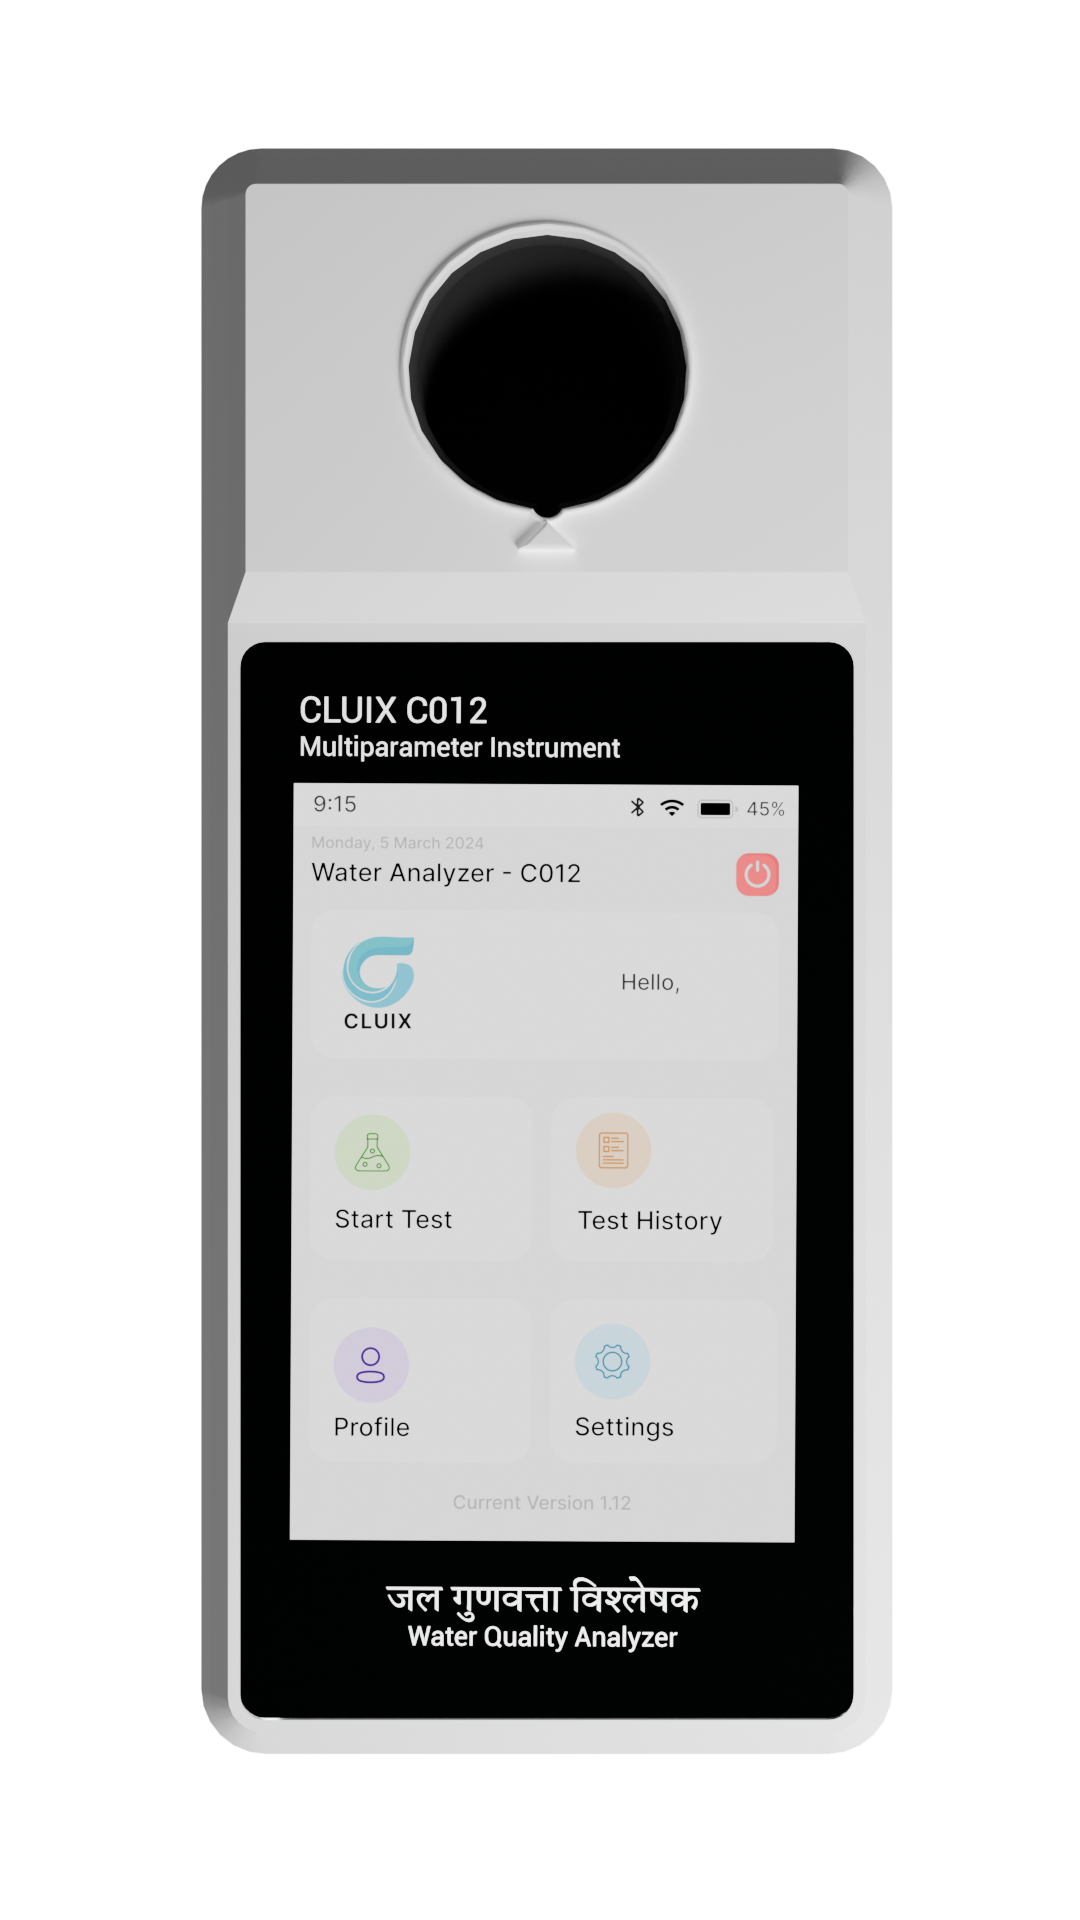 CLUIX C012
Multiparameter Instrument
9:15
45%
Monday, 5 March 2024
Water Analyzer - C012
CLUIX
Hello,
Start Test
Test History
Profile
Settings
Current Version 1.12
जल गुणवत्ता विश्लेषक
Water Quality Analyzer